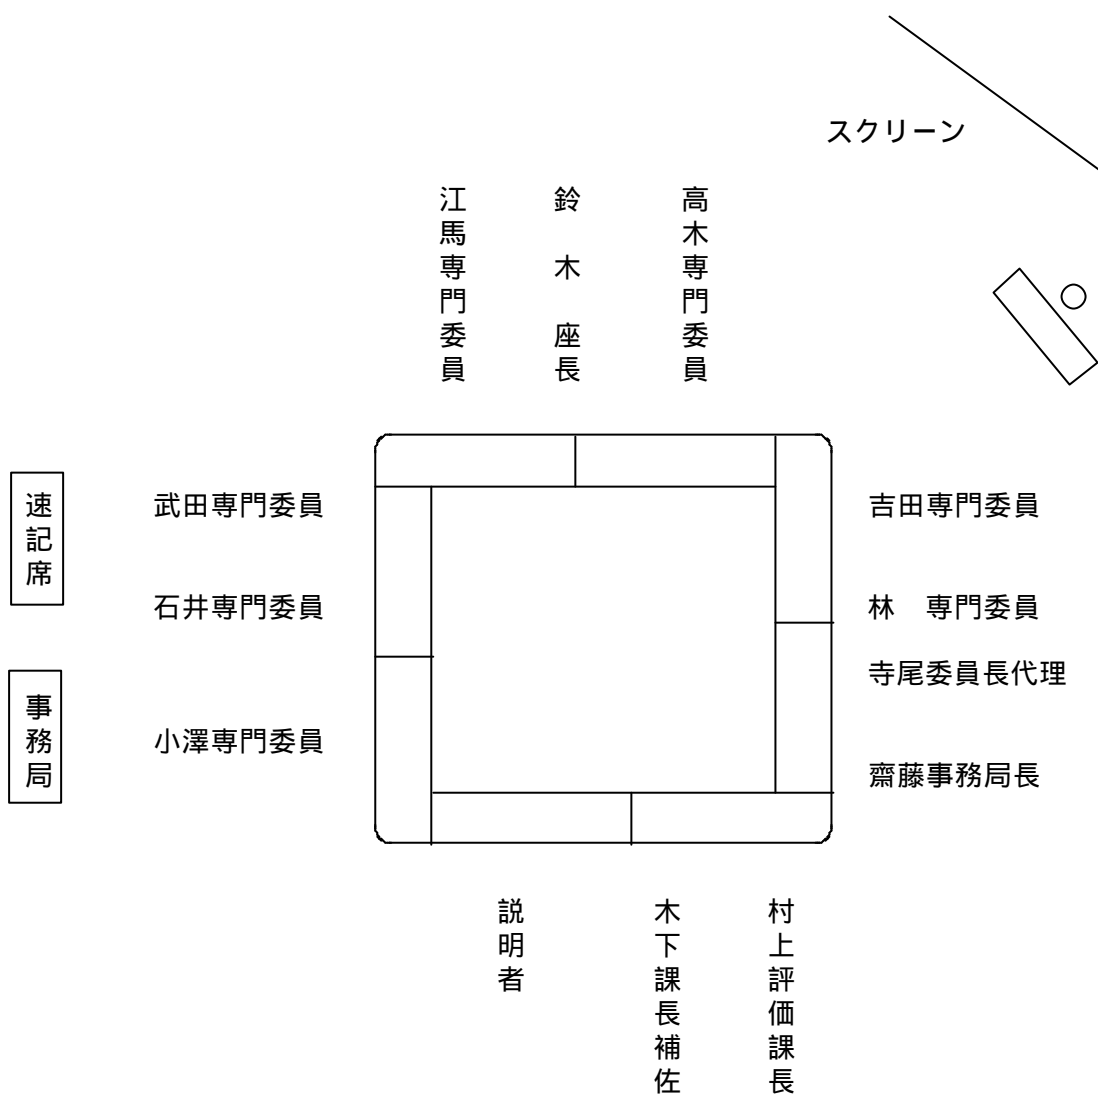 スクリーン
江馬専門委員
鈴木座長
高木専門委員
速記席
武田専門委員
吉田専門委員
石井専門委員
林　専門委員
寺尾委員長代理
事務局
小澤専門委員
齋藤事務局長
説明者
木下課長補佐
村上評価課長